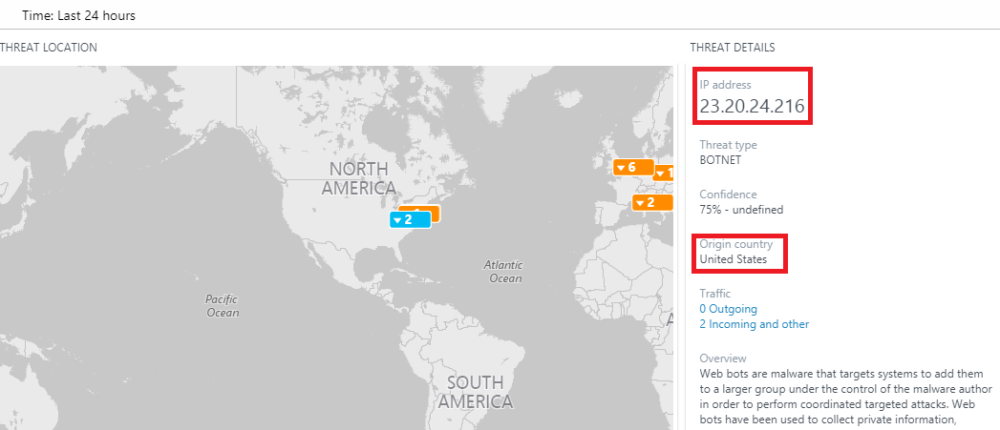 Time: Last 24 hours
THREAT LOCATION
NORTH
AMERICA
6
1
2
2
Atlantic
Ocean
Pacific
Ocean
SOUTH
AMERICA
THREAT DETAILS
IP address
23.20.24.216
Threat type
BOTNET
Confidence
75% - undefined
Origin country
United States
Traffic
0 Outgoing
2 Incoming and other
Overview
Web bots are malware that targets systems to add them
to a larger group under the control of the malware author
in order to perform coordinated targeted attacks. Web
bots have been used to collect private information,